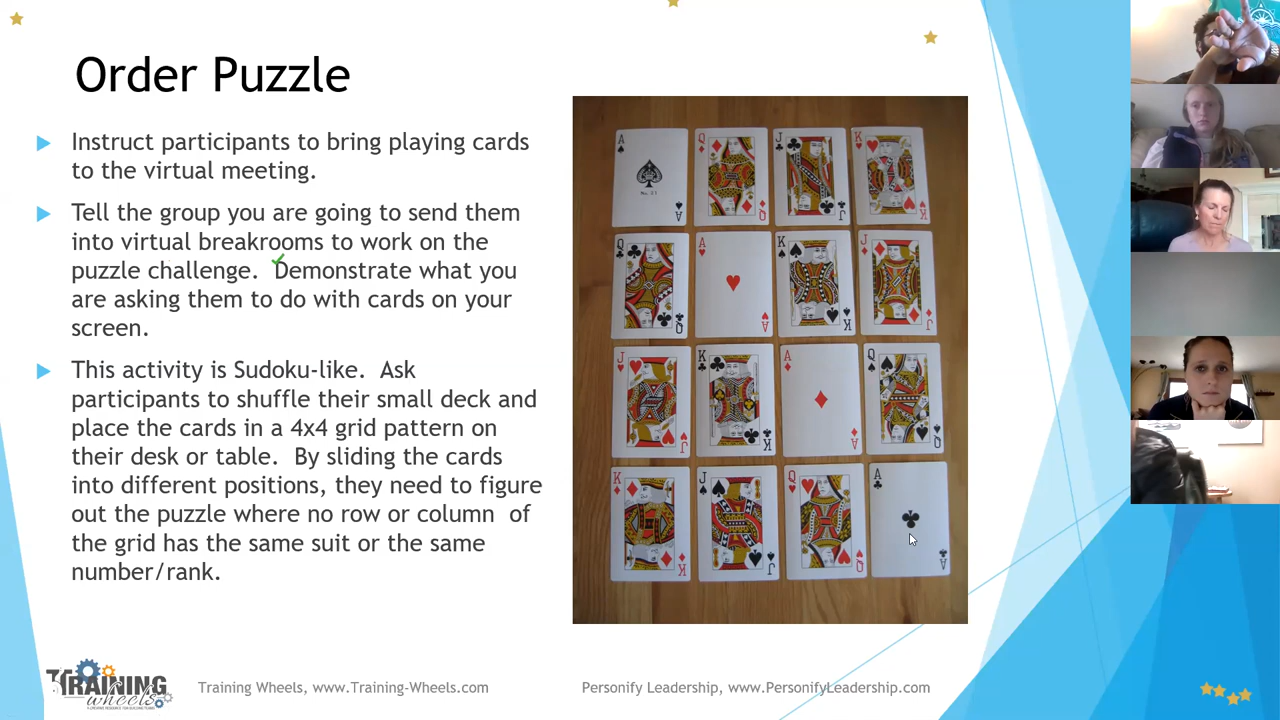 Order Puzzle
Instruct participants to bring playing cards
to the virtual meeting.
Tell the group you are going to send them
into virtual breakrooms to work on the
puzzle challenge. Demonstrate what you
are asking them to do with cards on your
screen.
This activity is Sudoku-like. Ask
participants to shuffle their small deck and
place the cards in a 4x4 grid pattern on
their desk or table. By sliding the cards
into different positions, they need to figure
out the puzzle where no row or column of
the grid has the same suit or the same
number/rank.
A Q J K
A Q J K
Q A K J
Q A K J
J K A Q
J K A Q
K J Q A
K J Q A
TRAINING
wheels
Training Wheels, www.Training-Wheels.com
Personify Leadership, www.PersonifyLeadership.com